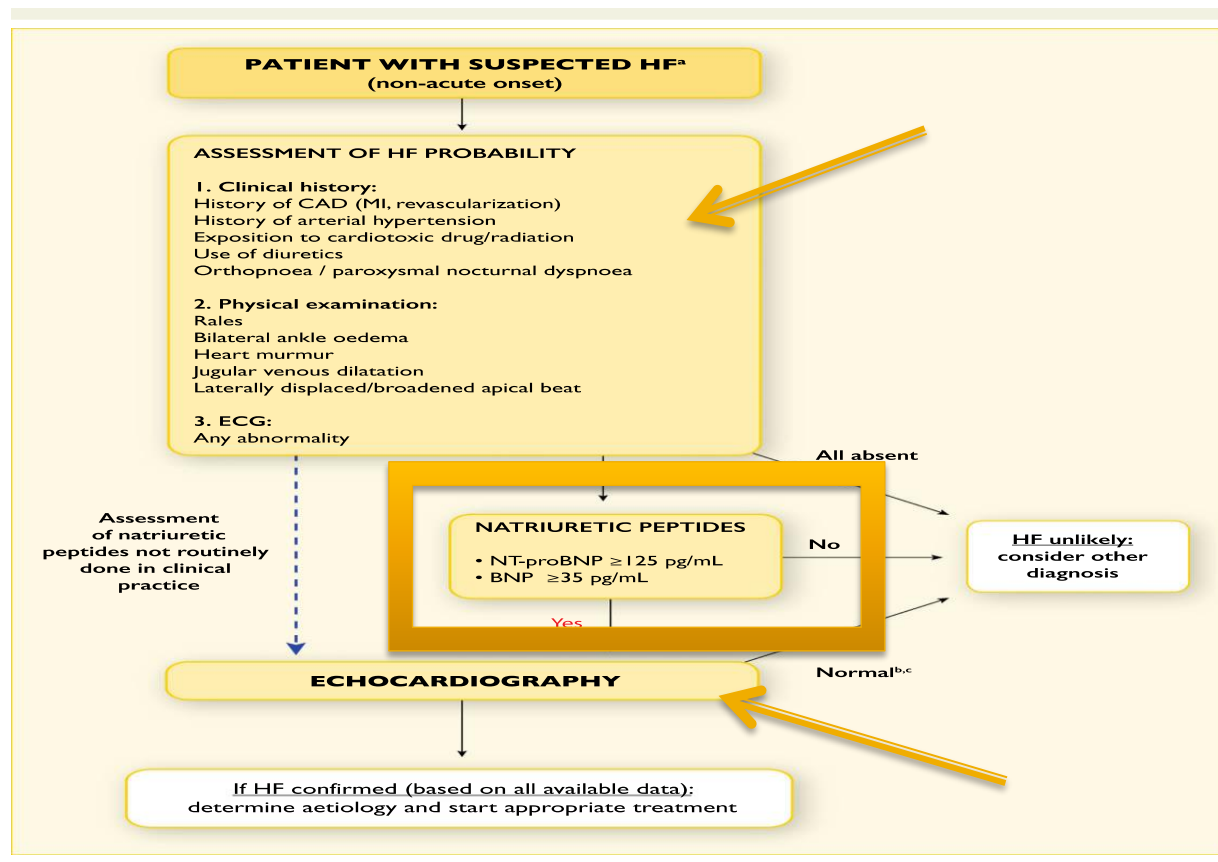 PATIENT WITH SUSPECTED HFa
(non-acute onset)
ASSESSMENT OF HF PROBABILITY
1. Clinical history:
History of CAD (MI, revascularization)
History of arterial hypertension
Exposition to cardiotoxic drug/radiation
Use of diuretics
Orthopnoea / paroxysmal nocturnal dyspnoea
2. Physical examination:
Rales
Bilateral ankle oedema
Heart murmur
Jugular venous dilatation
Laterally displaced/broadened apical beat
3. ECG:
Any abnormality
All absent
Assessment
of natriuretic
peptides not routinely
done in clinical
practice
NATRIURETIC PEPTIDES
• NT-proBNP ≥125 pg/mL
• BNP ≥35 pg/mL
No
Yes
HF unlikely:
consider other
diagnosis
Normalb,c
ECHOCARDIOGRAPHY
If HF confirmed (based on all available data):
determine aetiology and start appropriate treatment